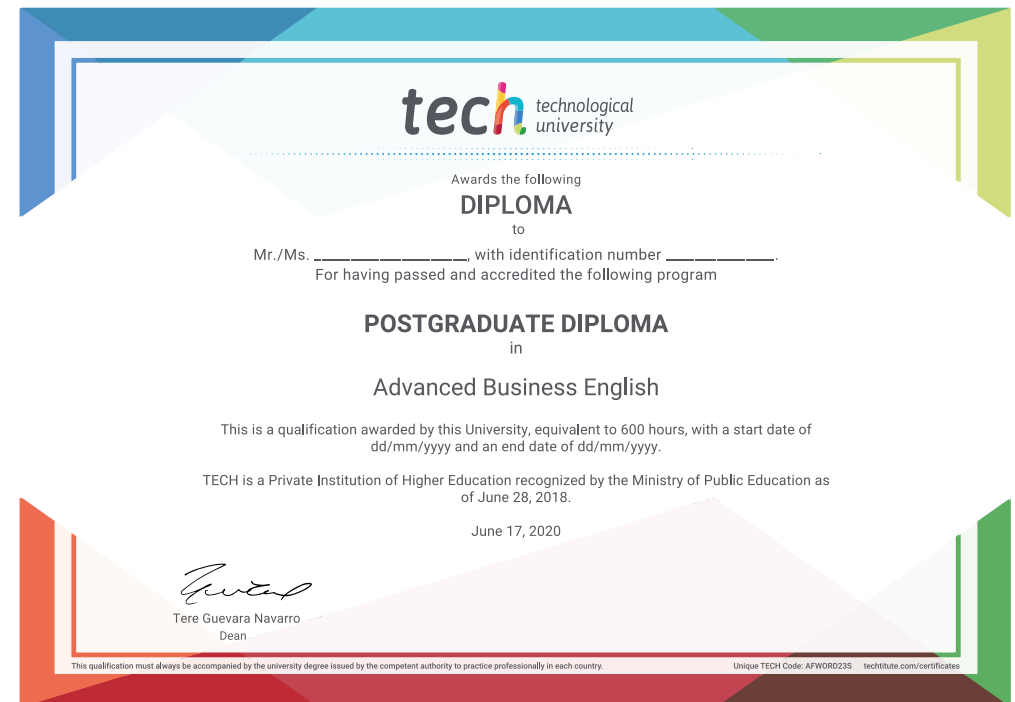 tech technological university
Awards the following
DIPLOMA
to
Mr./Ms. _________________, with identification number ____________.
For having passed and accredited the following program
POSTGRADUATE DIPLOMA
in
Advanced Business English
This is a qualification awarded by this University, equivalent to 600 hours, with a start date of
dd/mm/yyyy and an end date of dd/mm/yyyy.
TECH is a Private Institution of Higher Education recognized by the Ministry of Public Education as
of June 28, 2018.
June 17, 2020
Tere Guevara Navarro
Dean
This qualification must always be accompanied by the university degree issued by the competent authority to practice professionally in each country.
Unique TECH Code: AFWORD23S techtitute.com/certificates